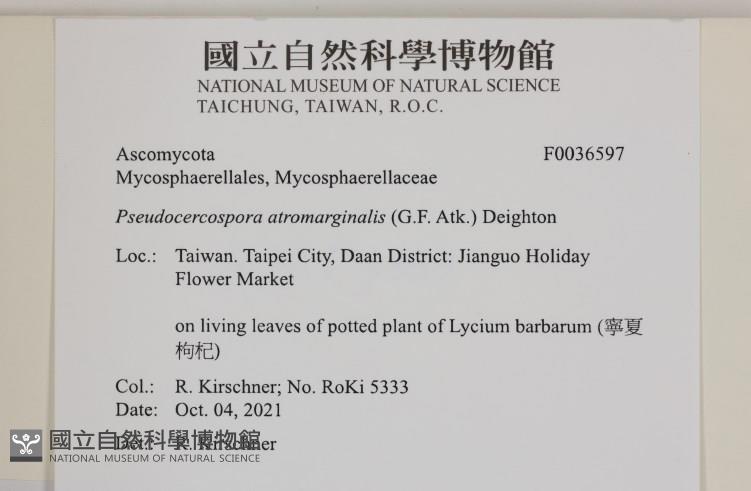 國立自然科學博物館
NATIONAL MUSEUM OF NATURAL SCIENCE
TAICHUNG, TAIWAN, R.O.C.
Ascomycota F0036597
Mycosphaerellales, Mycosphaerellaceae
Pseudocercospora atromarginalis (G.F. Atk.) Deighton
Loc.: Taiwan. Taipei City, Daan District: Jianguo Holiday
Flower Market
on living leaves of potted plant of Lycium barbarum (寧夏
枸杞)
Col.: R. Kirschner; No. RoKi 5333
Date: Oct. 04, 2021
Det.: R. Kirschner
國立自然科學博物館
NATIONAL MUSEUM OF NATURAL SCIENCE